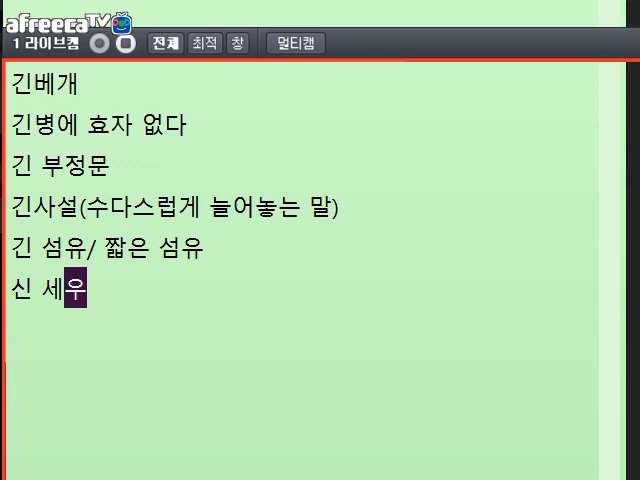 afreecaTV
1 라이브캠 전체 최적 창 멀티캠
긴베개
긴병에 효자 없다
긴 부정문
긴사설(수다스럽게 늘어놓는 말)
긴 섬유/ 짧은 섬유
신 세우